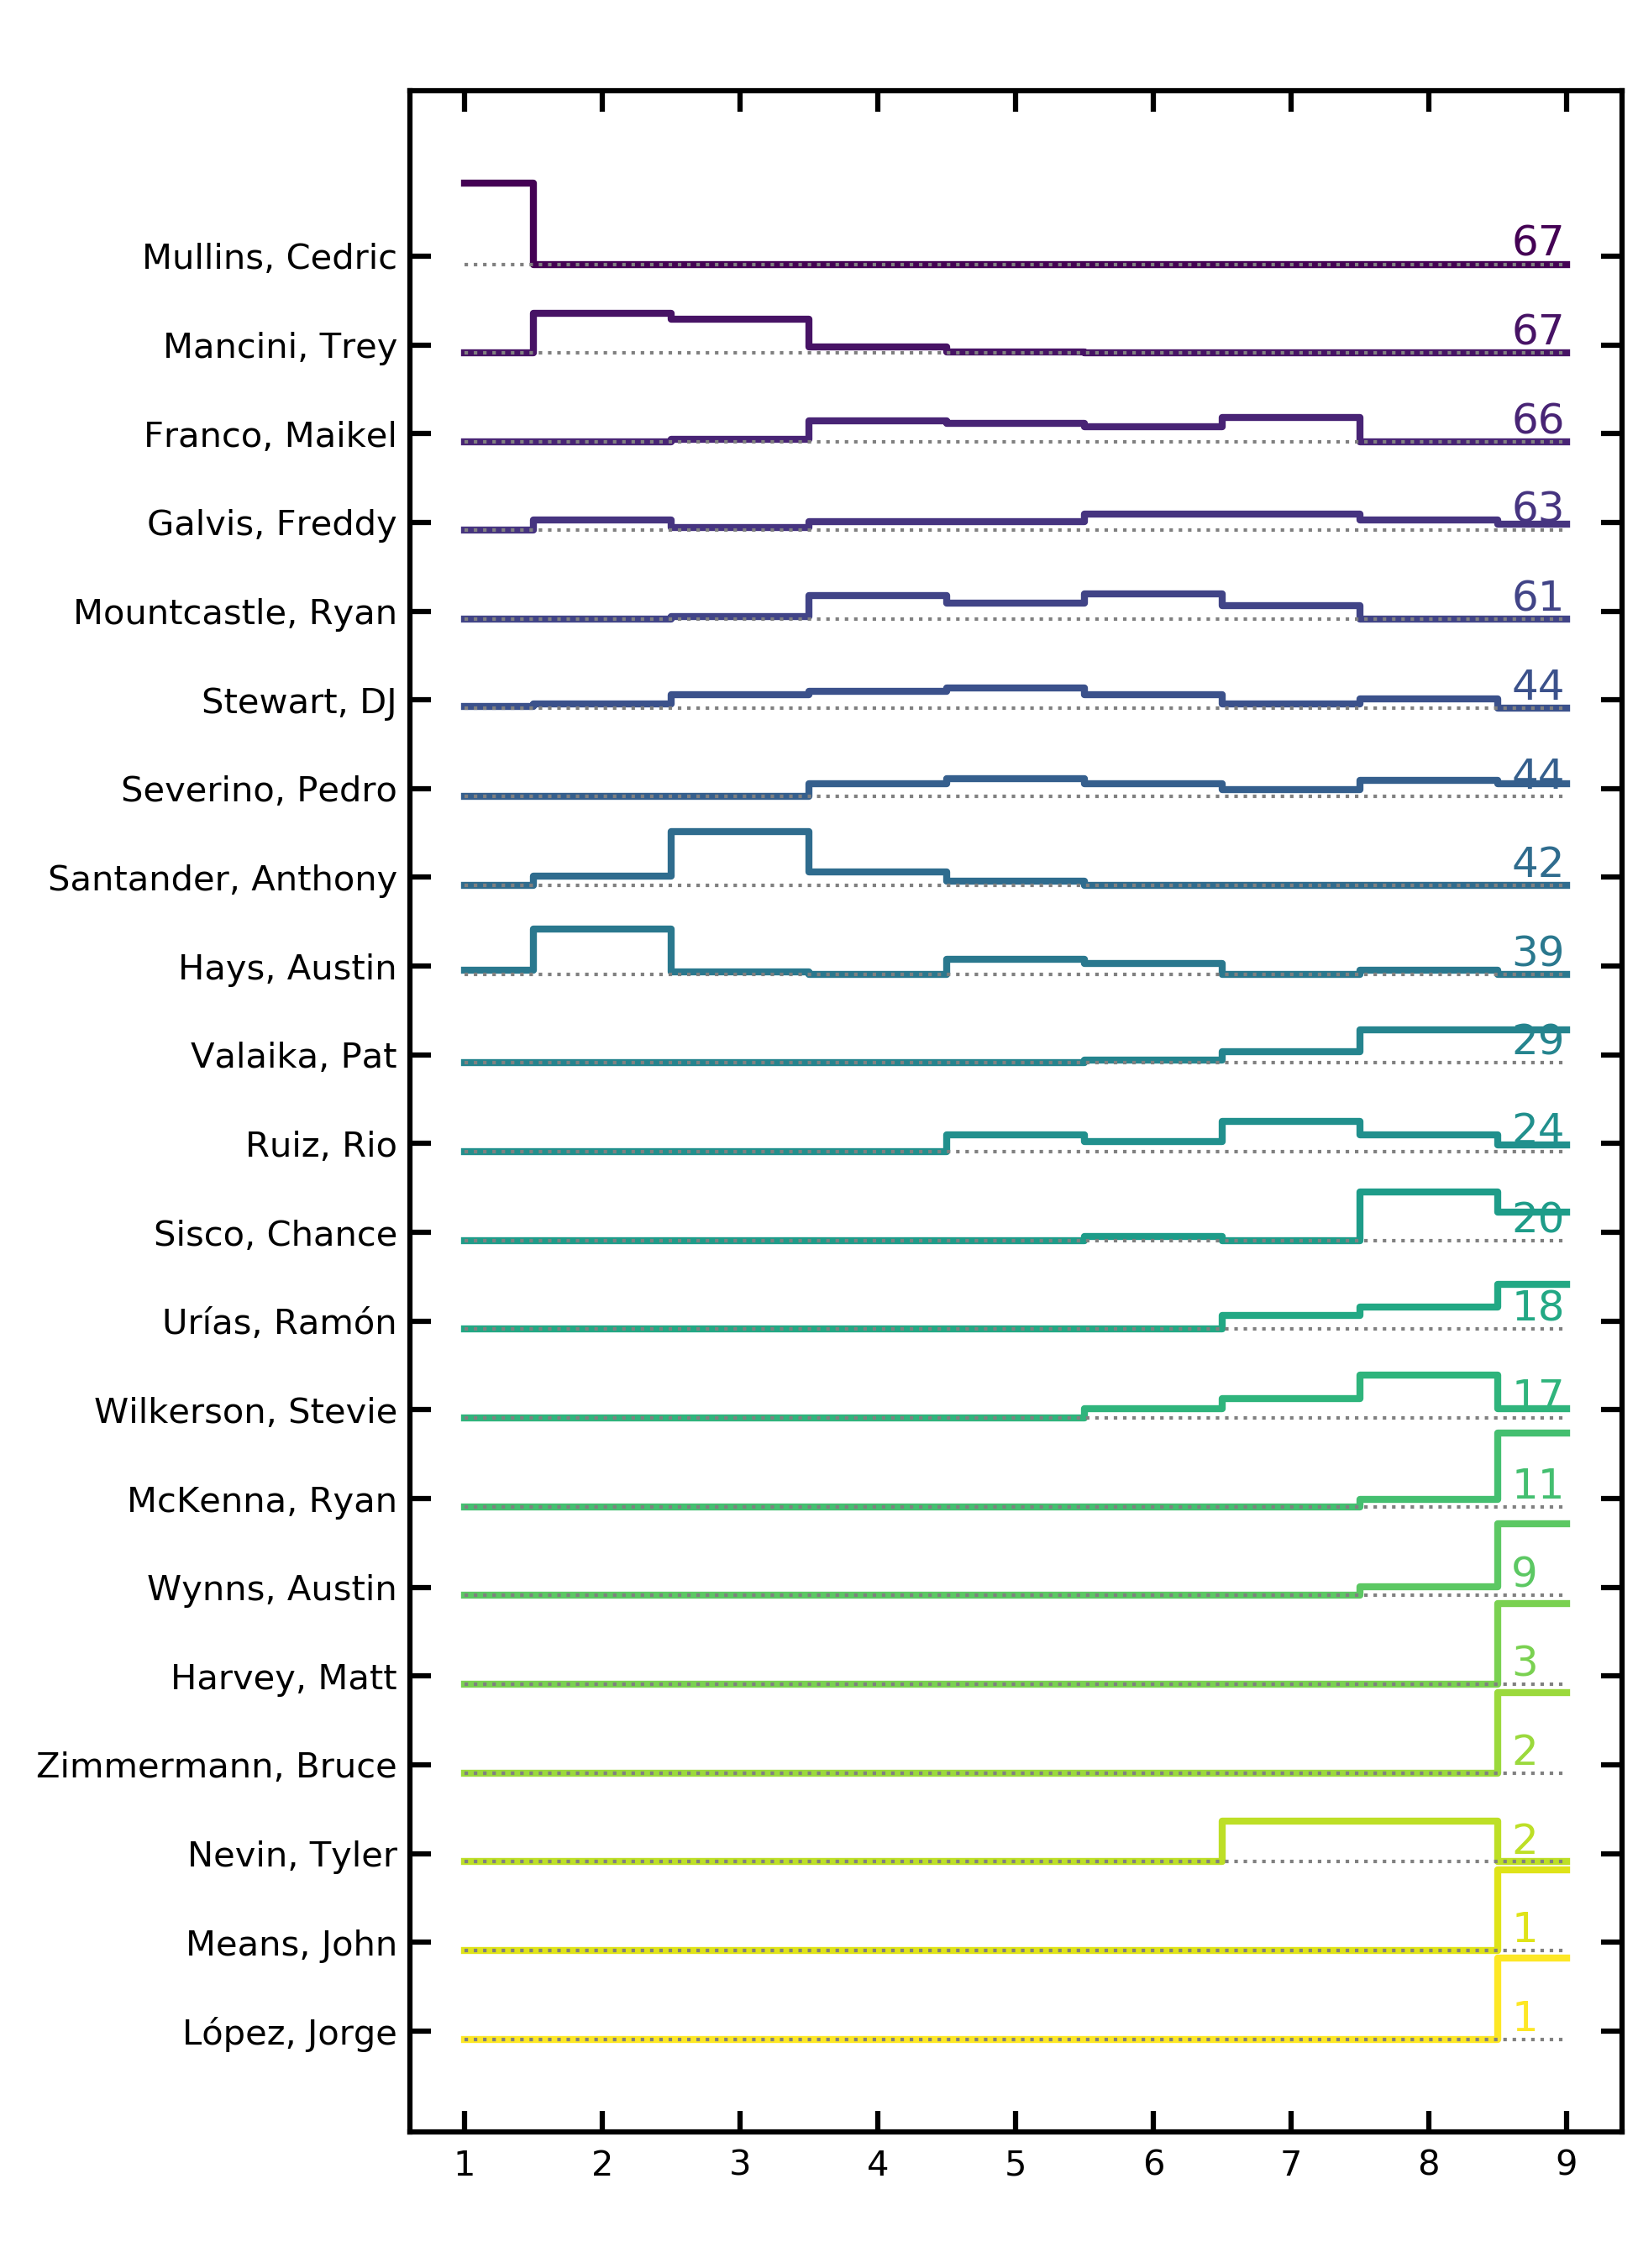 Mullins, Cedric 67
Mancini, Trey 67
Franco, Maikel 66
Galvis, Freddy 63
Mountcastle, Ryan 61
Stewart, DJ 44
Severino, Pedro 44
Santander, Anthony 42
Hays, Austin 39
Valaika, Pat 29
Ruiz, Rio 24
Sisco, Chance 20
Urías, Ramón 18
Wilkerson, Stevie 17
McKenna, Ryan 11
Wynns, Austin 9
Harvey, Matt 3
Zimmermann, Bruce 2
Nevin, Tyler 2
Means, John 1
López, Jorge 1
1 2 3 4 5 6 7 8 9